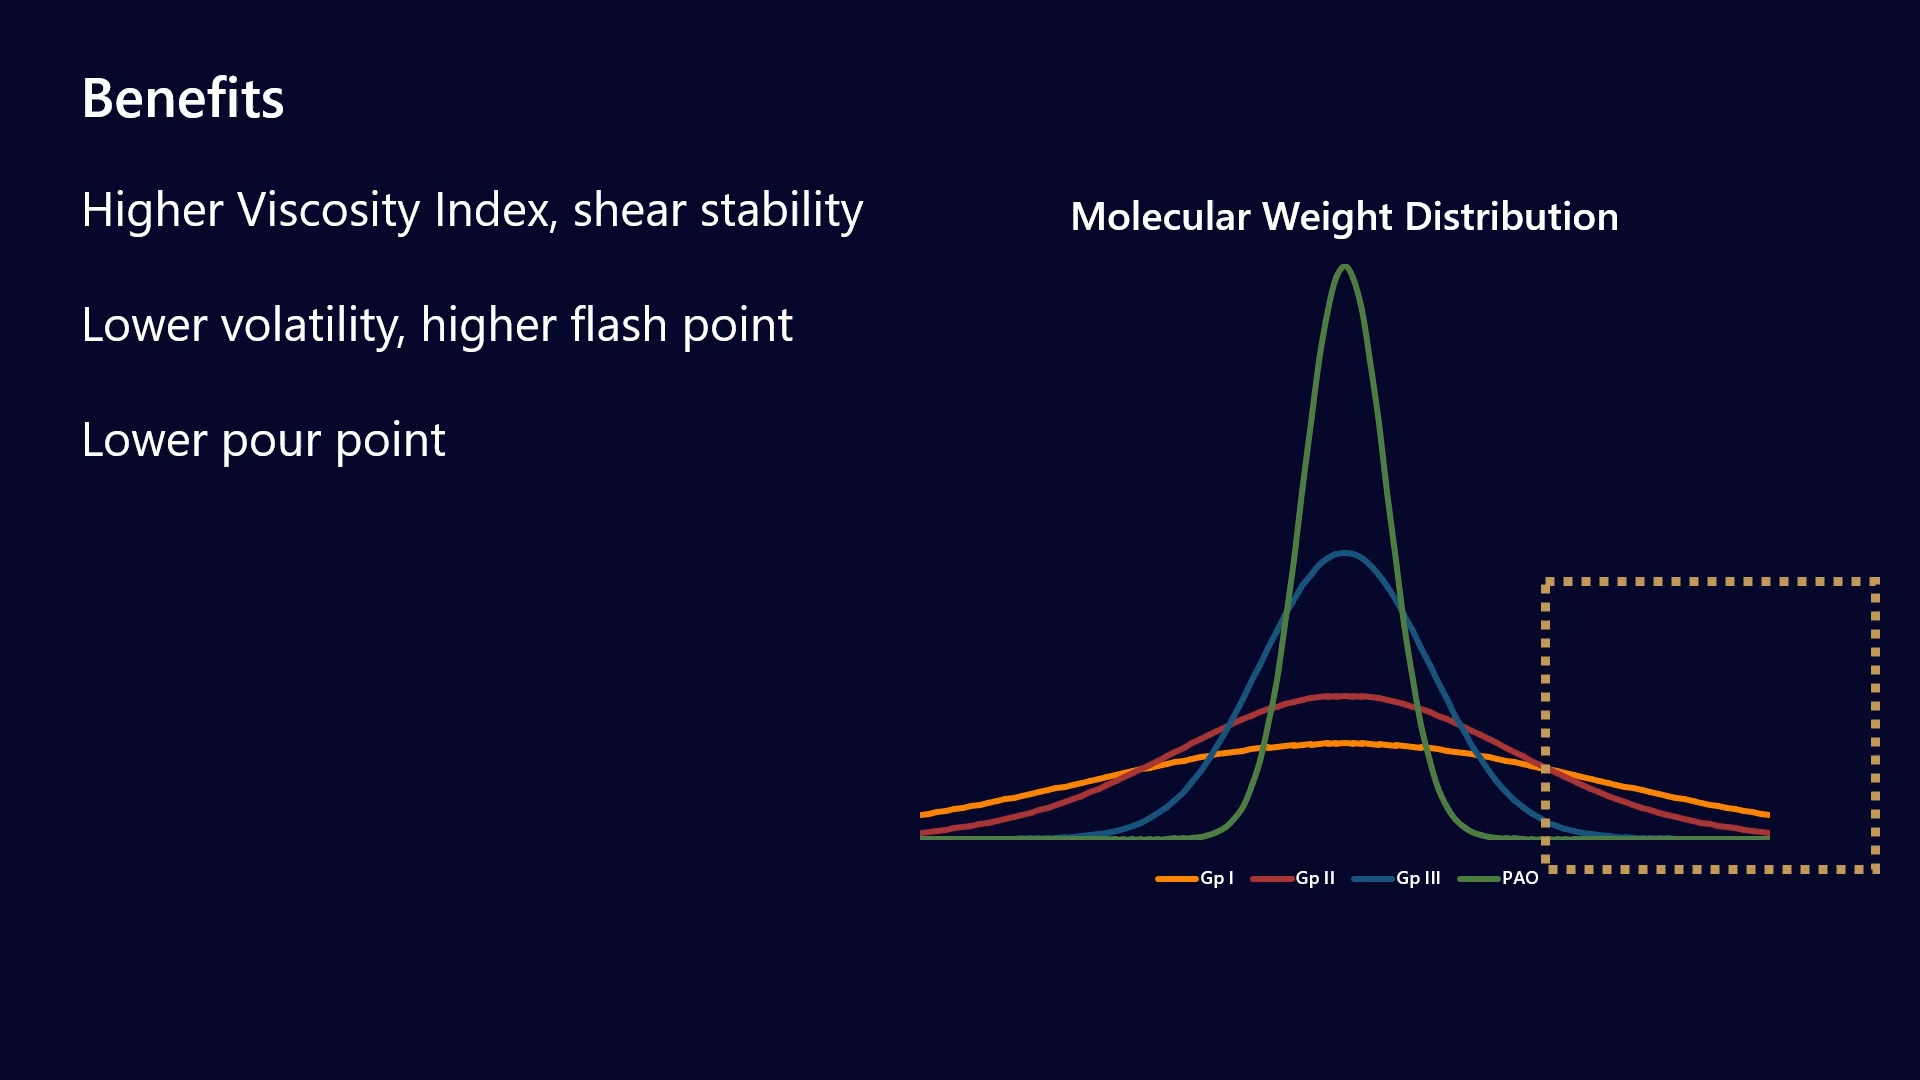 Benefits
Higher Viscosity Index, shear stability
Lower volatility, higher flash point
Lower pour point
Molecular Weight Distribution
Gp I Gp II Gp III PAO